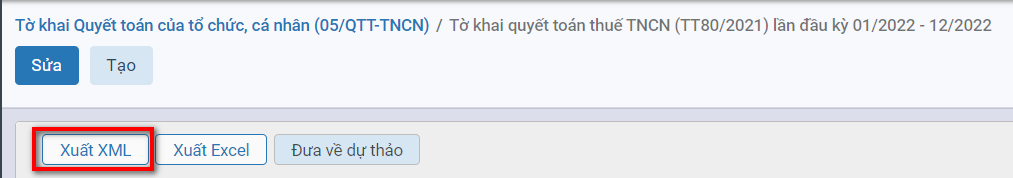 Tờ khai Quyết toán của tổ chức, cá nhân (05/QTT-TNCN) / Tờ khai quyết toán thuế TNCN (TT80/2021) lần đầu kỳ 01/2022 - 12/2022
Sửa Tạo
Xuất XML Xuất Excel Đưa về dự thảo